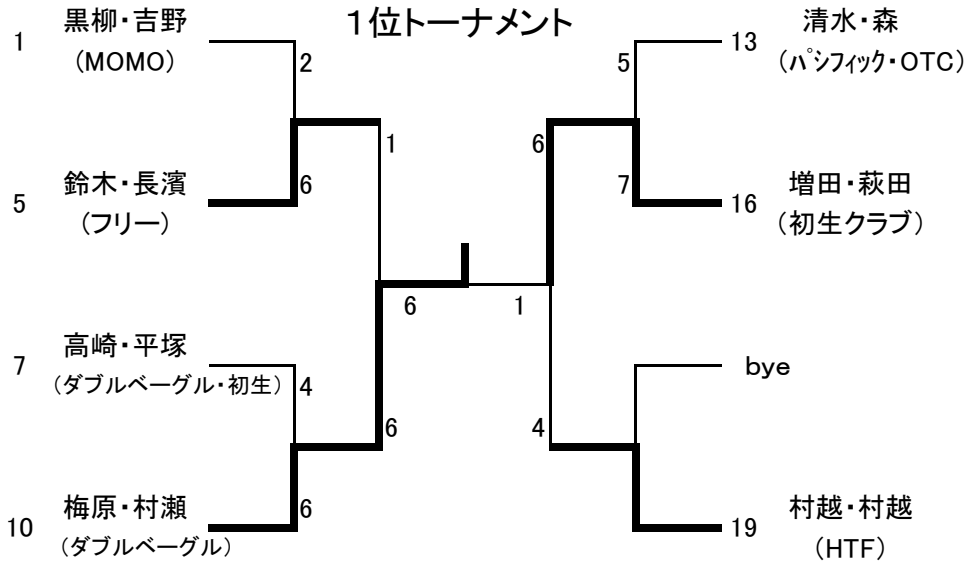 1位トーナメント
1
黒柳・吉野
(MOMO)
2
5
鈴木・長濱
(フリー)
6
1
7
高崎・平塚
(ダブルベーグル・初生)
4
10
梅原・村瀬
(ダブルベーグル)
6
6
6
1
5
13
清水・森
(パシフィック・OTC)
7
16
増田・萩田
(初生クラブ)
6
bye
4
19
村越・村越
(HTF)